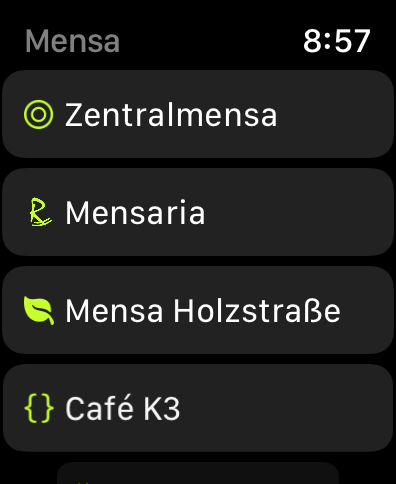 Mensa 8:57
Zentralmensa
Mensaria
Mensa Holzstraße
{} Café K3